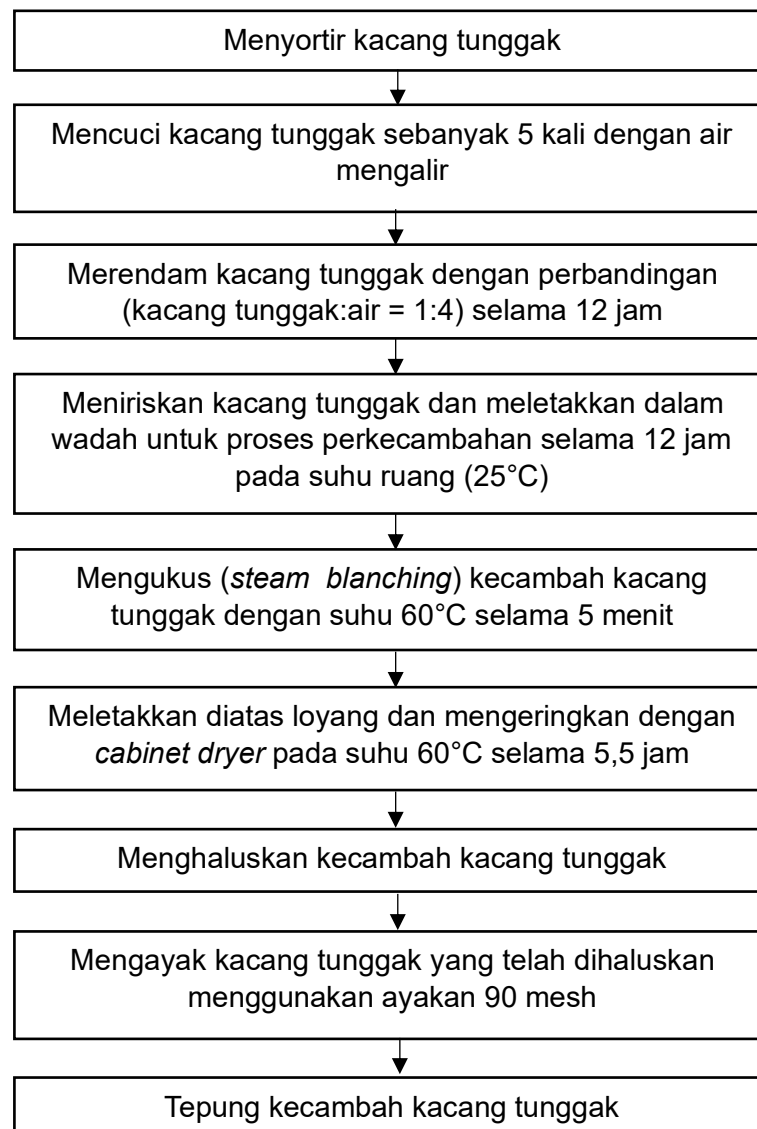 Menyortir kacang tunggak
Mencuci kacang tunggak sebanyak 5 kali dengan air
mengalir
Merendam kacang tunggak dengan perbandingan
(kacang tunggak:air = 1:4) selama 12 jam
Meniriskan kacang tunggak dan meletakkan dalam
wadah untuk proses perkecambahan selama 12 jam
pada suhu ruang (25°C)
Mengukus (steam  blanching) kecambah kacang
tunggak dengan suhu 60°C selama 5 menit
Meletakkan diatas loyang dan mengeringkan dengan
cabinet dryer pada suhu 60°C selama 5,5 jam
Menghaluskan kecambah kacang tunggak
Mengayak kacang tunggak yang telah dihaluskan
menggunakan ayakan 90 mesh
Tepung kecambah kacang tunggak